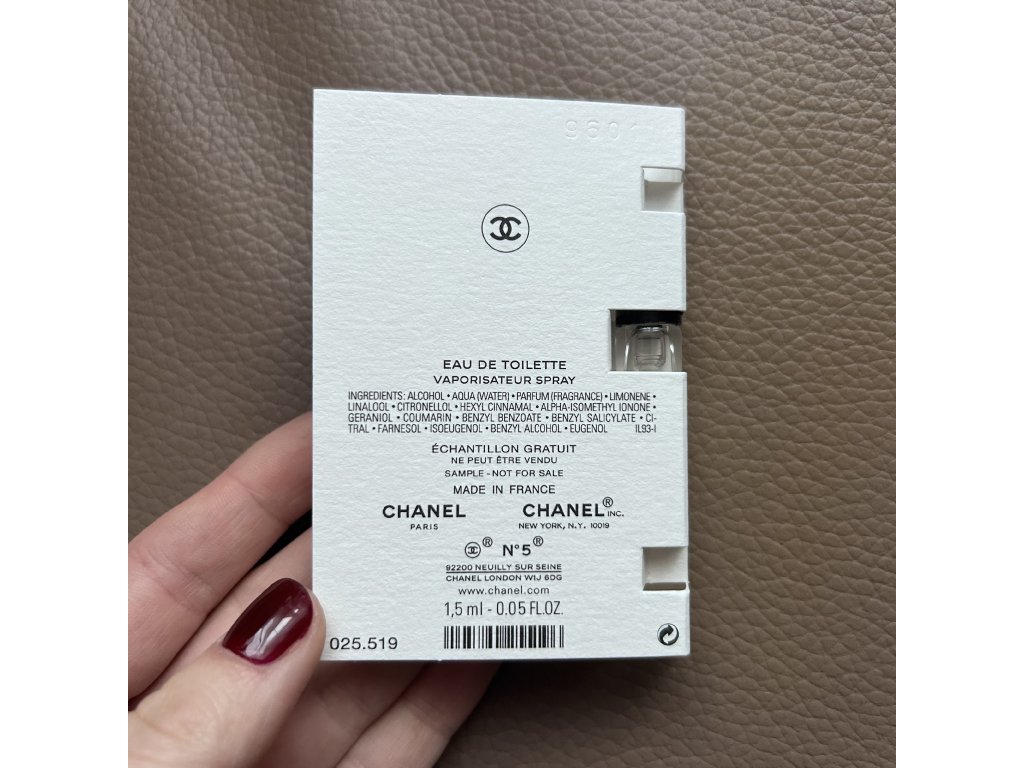 9601
EAU DE TOILETTE
VAPORISATEUR SPRAY
INGREDIENTS: ALCOHOL • AQUA (WATER) • PARFUM (FRAGRANCE) • LIMONENE •
LINALOOL • CITRONELLOL • HEXYL CINNAMAL • ALPHA-ISOMETHYL IONONE •
GERANIOL • COUMARIN • BENZYL BENZOATE • BENZYL SALICYLATE • CI-
TRAL • FARNESOL • ISOEUGENOL • BENZYL ALCOHOL • EUGENOL IL93-I
ÉCHANTILLON GRATUIT
NE PEUT ÊTRE VENDU
SAMPLE - NOT FOR SALE
MADE IN FRANCE
CHANEL CHANEL® INC.
PARIS NEW YORK, N.Y. 10019
® N°5®
92200 NEUILLY SUR SEINE
CHANEL LONDON W1J 6DG
www.chanel.com
1,5 ml - 0.05 FL.OZ.
025.519